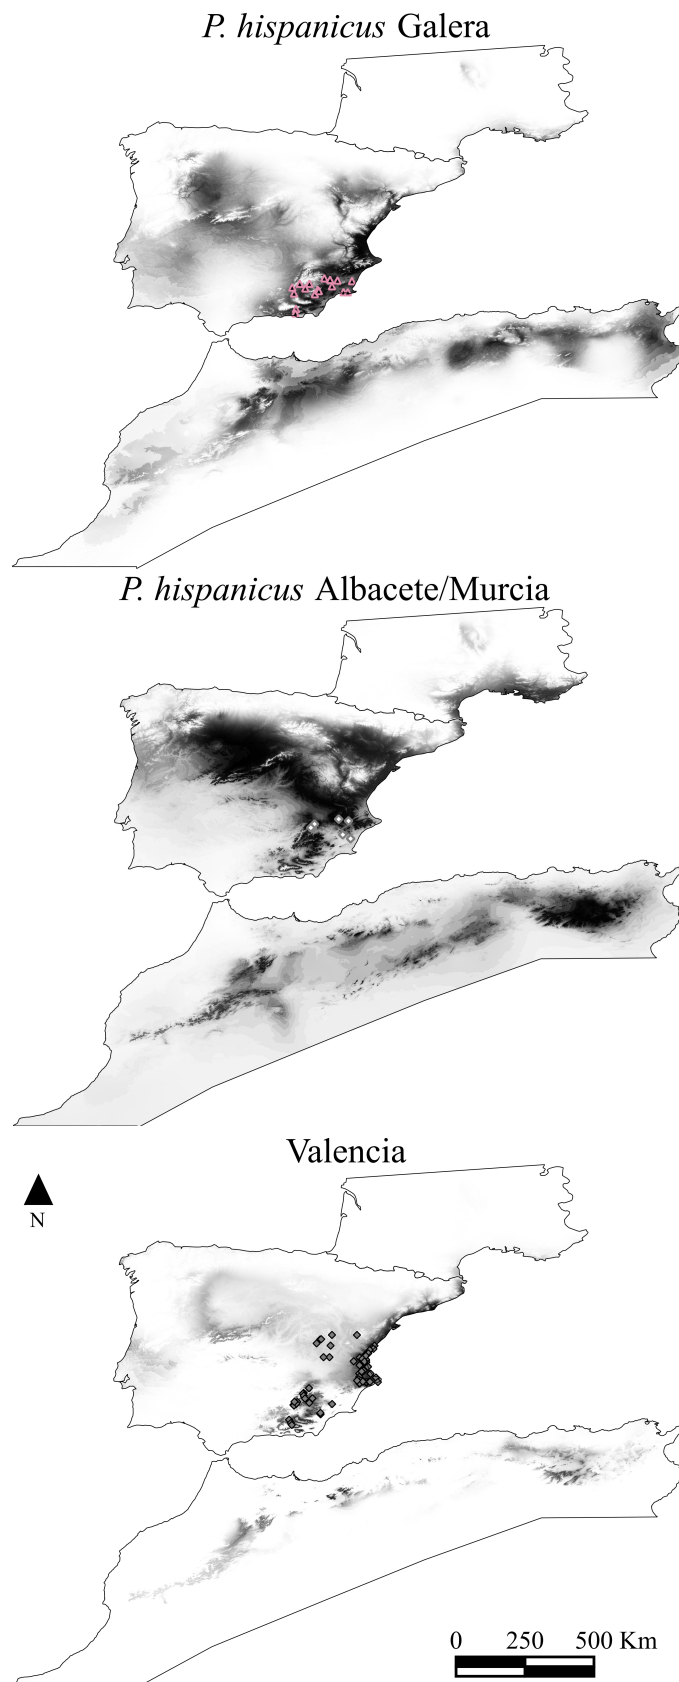 P. hispanicus Galera
P. hispanicus Albacete/Murcia
Valencia
N
0 250 500 Km